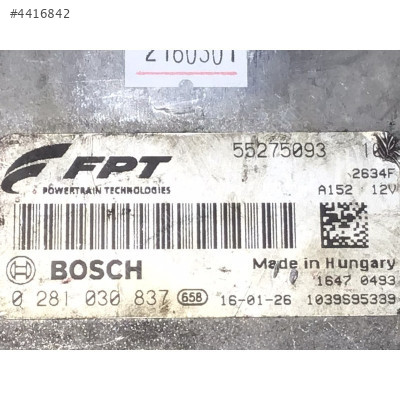 #4416842
2160301
FPT
55275093
POWERTRAIN TECHNOLOGIES
2634F
A152 12V
BOSCH
Made in Hungary
1647 0493
0 281 030 837 658 16-01-26 1039S95339